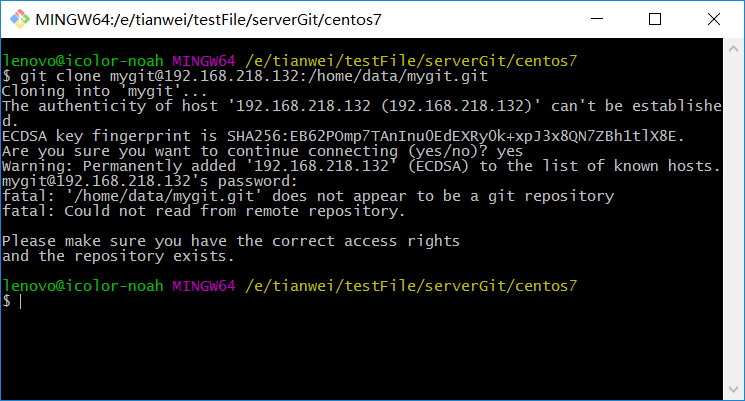 MINGW64:/e/tianwei/testFile/serverGit/centos7
lenovo@icolor-noah MINGW64 /e/tianwei/testFile/serverGit/centos7
$ git clone mygit@192.168.218.132:/home/data/mygit.git
Cloning into 'mygit'...
The authenticity of host '192.168.218.132 (192.168.218.132)' can't be establishe
d.
ECDSA key fingerprint is SHA256:EB62POmp7TAnInuOEdEXRyOk+xpJ3x8QN7ZBh1tlX8E.
Are you sure you want to continue connecting (yes/no)? yes
Warning: Permanently added '192.168.218.132' (ECDSA) to the list of known hosts.
mygit@192.168.218.132's password:
fatal: '/home/data/mygit.git' does not appear to be a git repository
fatal: Could not read from remote repository.
Please make sure you have the correct access rights
and the repository exists.
lenovo@icolor-noah MINGW64 /e/tianwei/testFile/serverGit/centos7
$